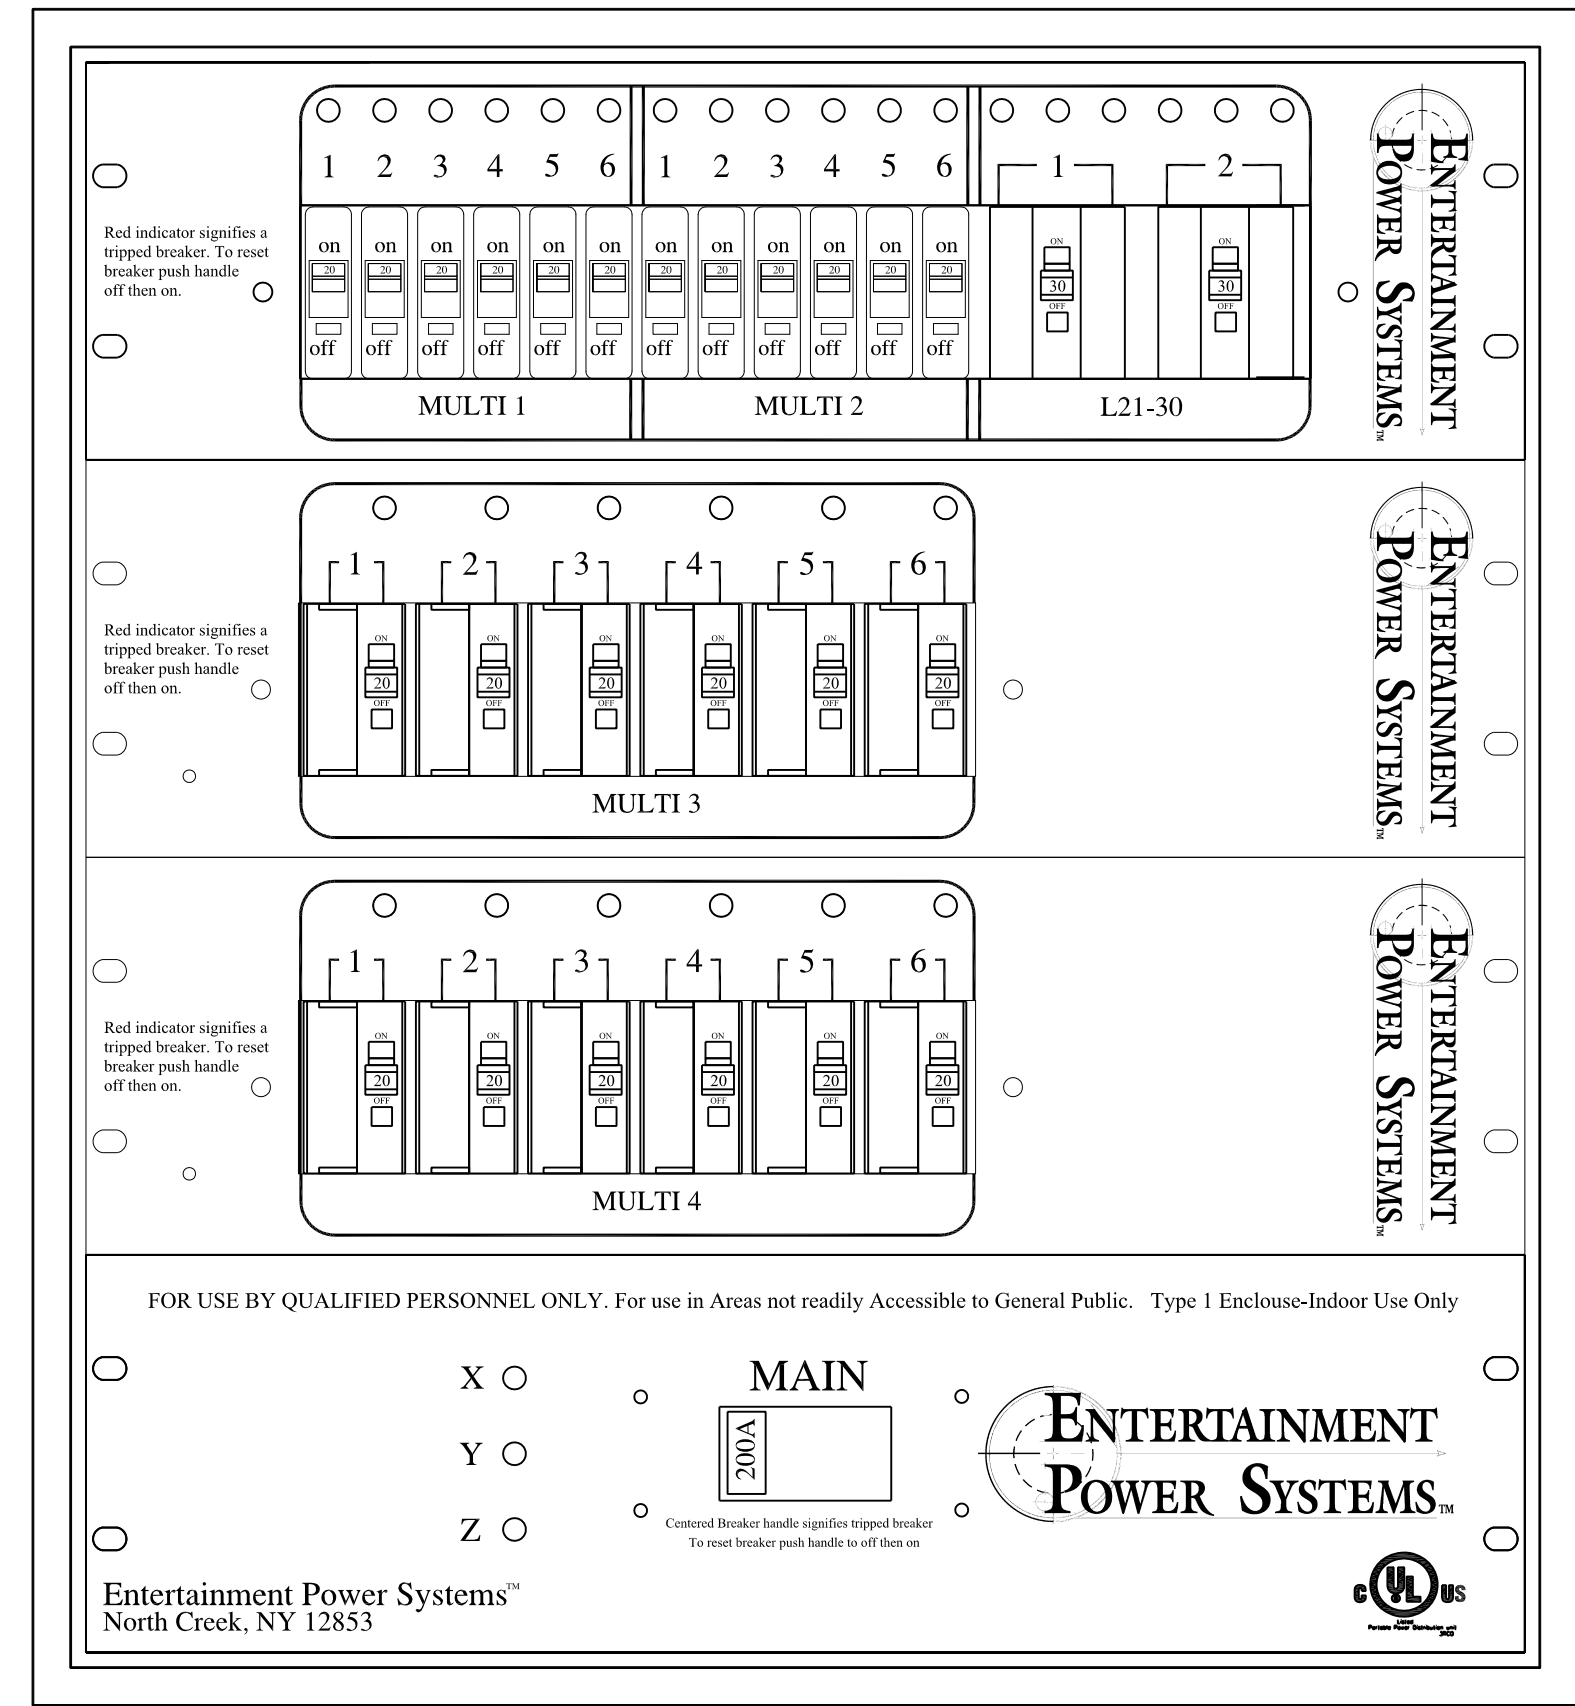 1 2 3 4 5 6 1 2 3 4 5 6 1 2
Red indicator signifies a
tripped breaker. To reset
breaker push handle
off then on.
on on on on on on on on on on on on ON ON
20 20 20 20 20 20 20 20 20 20 20 20 30 30
OFF OFF
off off off off off off off off off off off off
MULTI 1 MULTI 2 L21-30
ENTERTAINMENT
POWER SYSTEMS™
1 2 3 4 5 6
Red indicator signifies a
tripped breaker. To reset
breaker push handle
off then on.
ON ON ON ON ON ON
20 20 20 20 20 20
OFF OFF OFF OFF OFF OFF
MULTI 3
ENTERTAINMENT
POWER SYSTEMS™
1 2 3 4 5 6
Red indicator signifies a
tripped breaker. To reset
breaker push handle
off then on.
ON ON ON ON ON ON
20 20 20 20 20 20
OFF OFF OFF OFF OFF OFF
MULTI 4
ENTERTAINMENT
POWER SYSTEMS™
FOR USE BY QUALIFIED PERSONNEL ONLY. For use in Areas not readily Accessible to General Public. Type 1 Enclouse-Indoor Use Only
X
Y
Z
MAIN
200A
Centered Breaker handle signifies tripped breaker
To reset breaker push handle to off then on
ENTERTAINMENT
POWER SYSTEMS™
Entertainment Power Systems™
North Creek, NY 12853
C UL US
Listed
Portable Power Distribution unit
3RCO